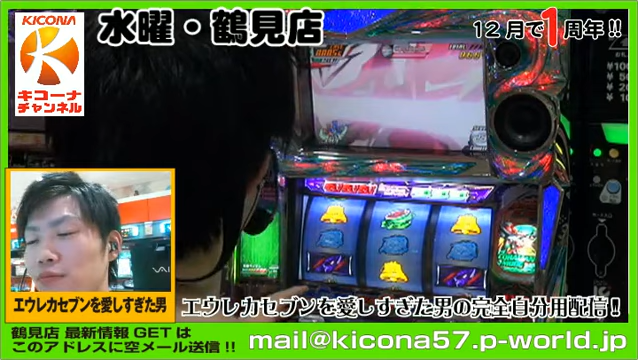 KICONA
キコーナ
チャンネル
水曜・鶴見店
12月で1周年!!
エウレカセブンを愛しすぎた男
エウレカセブンを愛しすぎた男の完全自分用配信!
鶴見店 最新情報 GET は
このアドレスに空メール送信!!
mail@kicona57.p-world.jp